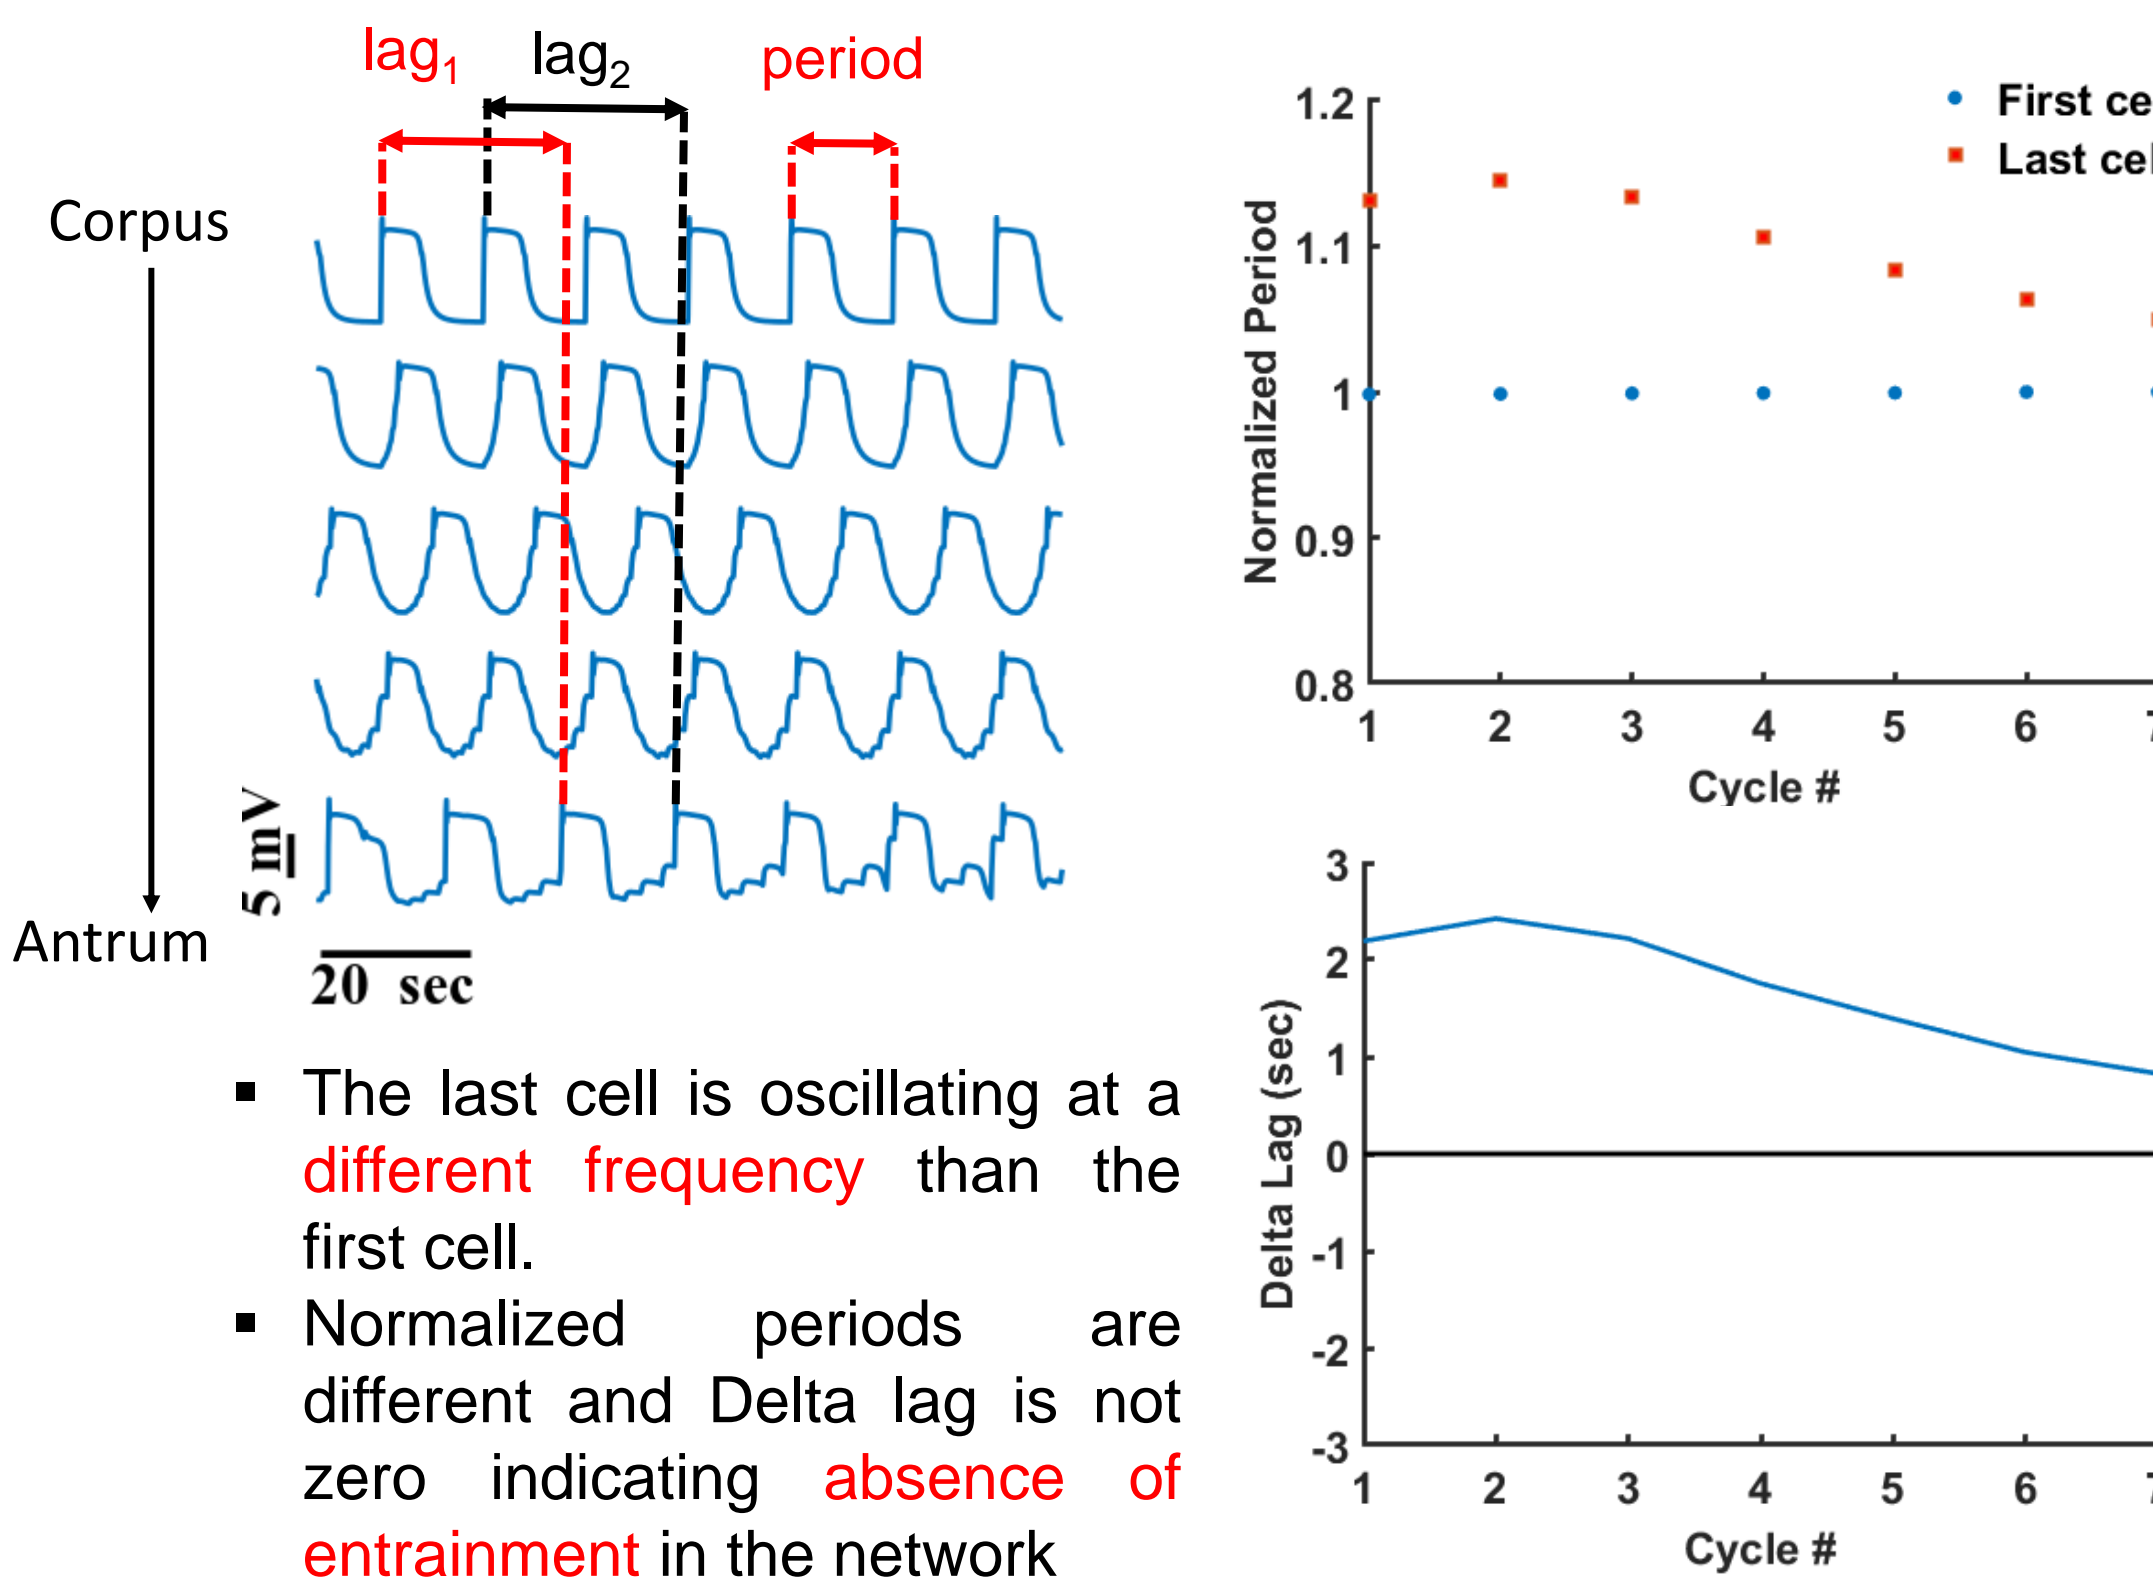 lag1
lag2
period
Corpus
Antrum
5 mV
20 sec
▪ The last cell is oscillating at a
different frequency than the
first cell.
▪ Normalized periods are
different and Delta lag is not
zero indicating absence of
entrainment in the network
1.2
1.1
1
0.9
0.8
Normalized Period
First ce
Last cel
1 2 3 4 5 6 7
Cycle #
3
2
1
0
-1
-2
-3
Delta Lag (sec)
1 2 3 4 5 6 7
Cycle #